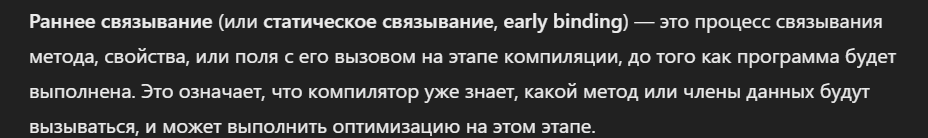 Раннее связывание (или статическое связывание, early binding) — это процесс связывания
метода, свойства, или поля с его вызовом на этапе компиляции, до того как программа будет
выполнена. Это означает, что компилятор уже знает, какой метод или члены данных будут
вызываться, и может выполнить оптимизацию на этом этапе.